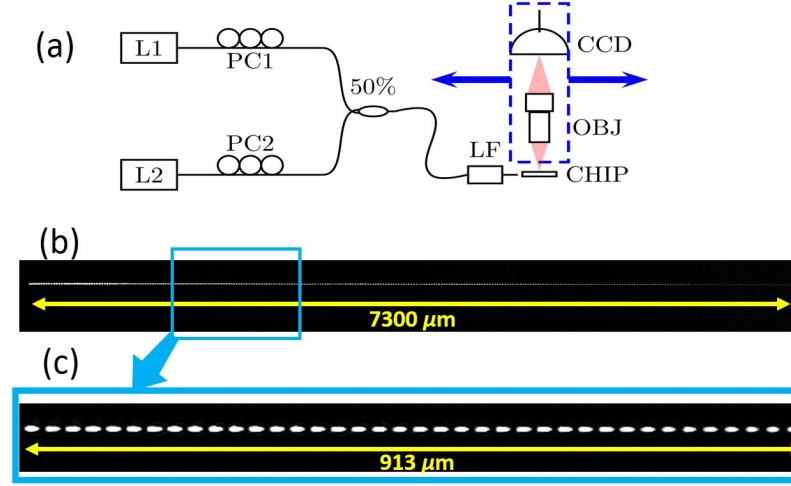 (a)
L1
PC1
50%
PC2
L2
LF
CCD
OBJ
CHIP
(b)
7300 μm
(c)
913 μm